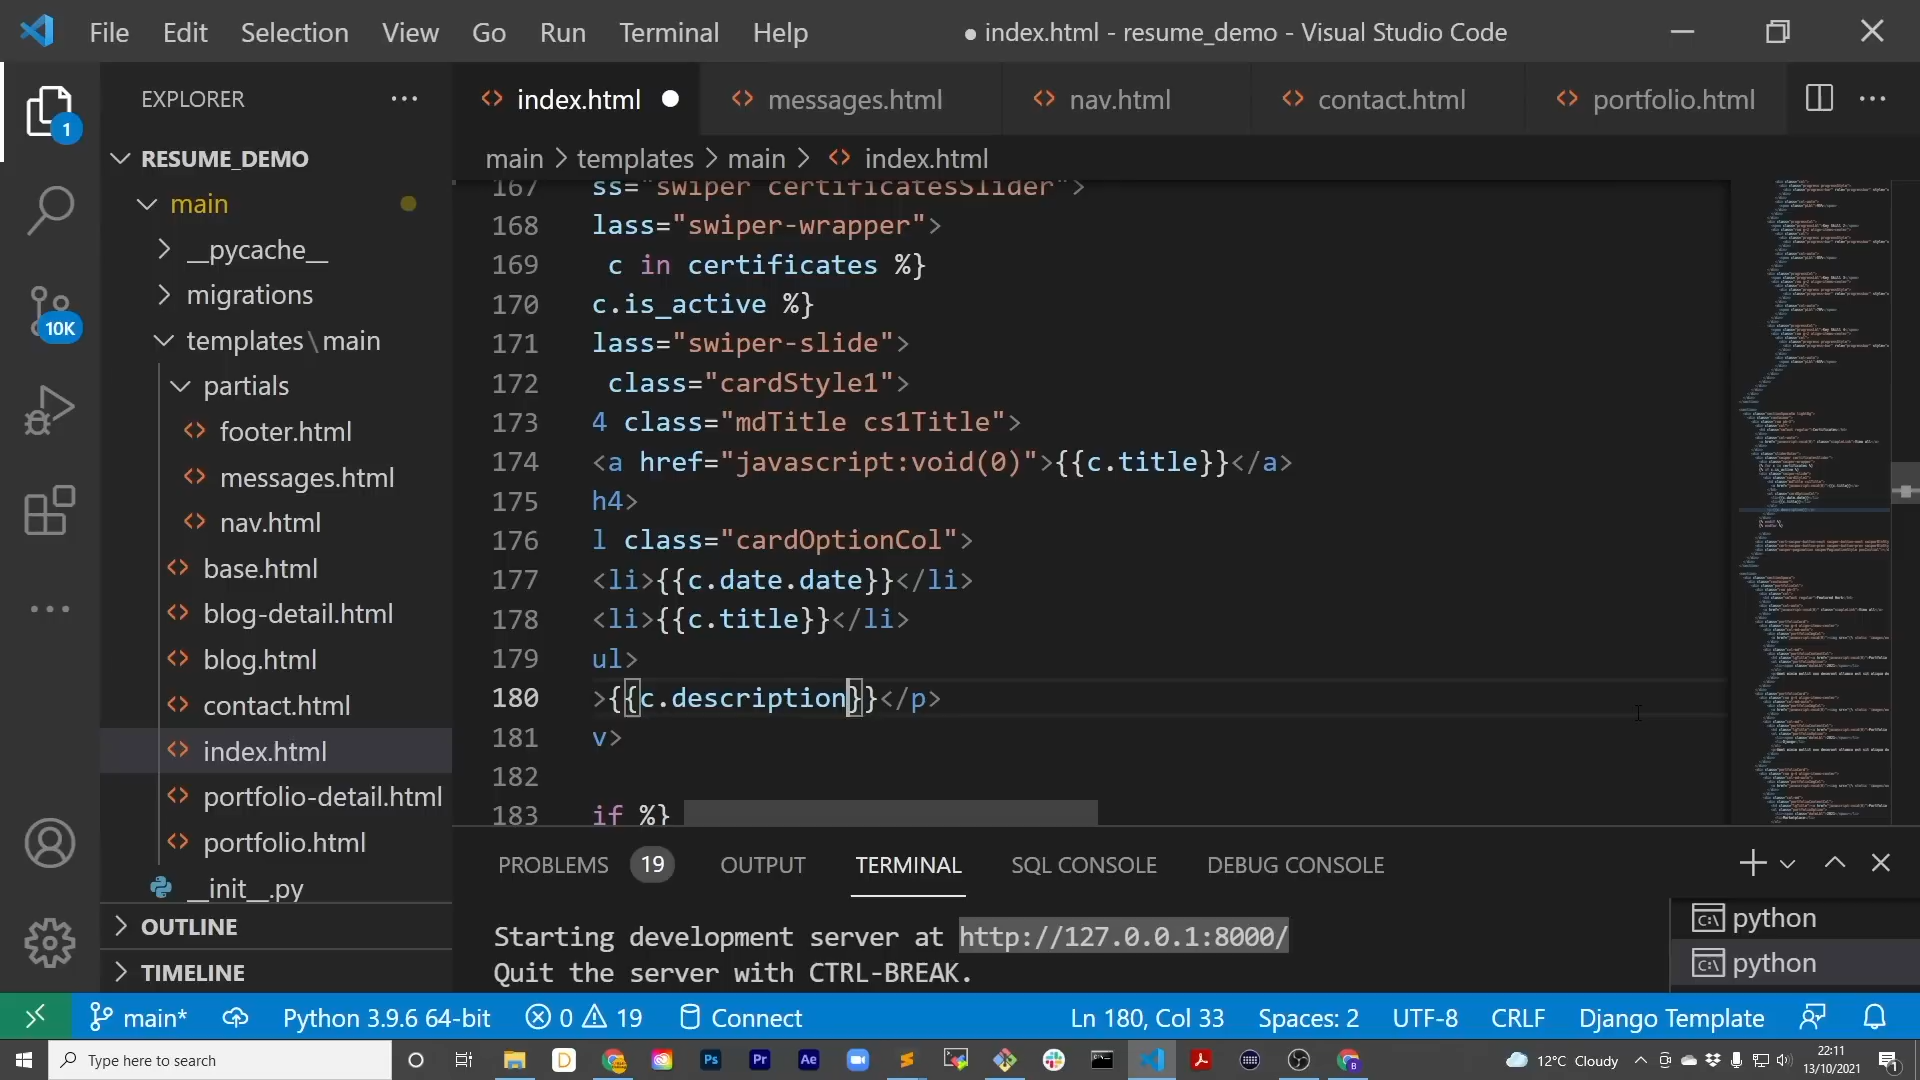 File Edit Selection View Go Run Terminal Help
index.html - resume_demo - Visual Studio Code
EXPLORER
1
RESUME_DEMO
main
__pycache__
migrations
10K
templates\main
partials
footer.html
messages.html
nav.html
base.html
blog-detail.html
blog.html
contact.html
index.html
portfolio-detail.html
portfolio.html
__init__.py
OUTLINE
TIMELINE
index.html messages.html nav.html contact.html portfolio.html
main > templates > main > index.html
167 ss="swiper certificatesSlider">
168 lass="swiper-wrapper">
169 c in certificates %}
170 c.is_active %}
171 lass="swiper-slide">
172 class="cardStyle1">
173 4 class="mdTitle cs1Title">
174 <a href="javascript:void(0)">{{c.title}}</a>
175 h4>
176 l class="cardOptionCol">
177 <li>{{c.date.date}}</li>
178 <li>{{c.title}}</li>
179 ul>
180 >{{c.description}}</p>
181 v>
182
183 if %}
PROBLEMS 19 OUTPUT TERMINAL SQL CONSOLE DEBUG CONSOLE
Starting development server at http://127.0.0.1:8000/
Quit the server with CTRL-BREAK.
python
python
main* Python 3.9.6 64-bit 0 19 Connect Ln 180, Col 33 Spaces: 2 UTF-8 CRLF Django Template
Type here to search
12°C Cloudy
22:11
13/10/2021
1